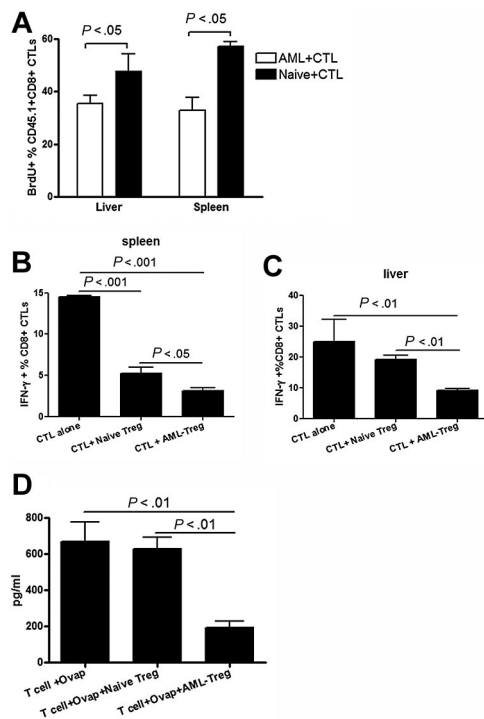 A
P < .05
P < .05
AML+CTL
Naive+CTL
BrdU+ % CD45.1+CD8+ CTLs
60
40
20
0
Liver
Spleen
B
spleen
P < .001
P < .001
P < .05
IFN-γ + % CD8+ CTLs
15
10
5
0
CTL alone
CTL+ Naive Treg
CTL + AML-Treg
C
liver
P < .01
P < .01
IFN-γ +%CD8+ CTLs
40
30
20
10
0
CTL alone
CTL+ Naive Treg
CTL + AML-Treg
D
P < .01
P < .01
pg/ml
800
600
400
200
0
T cell +Ovap
T cell+Ovap+Naive Treg
T cell+Ovap+AML-Treg